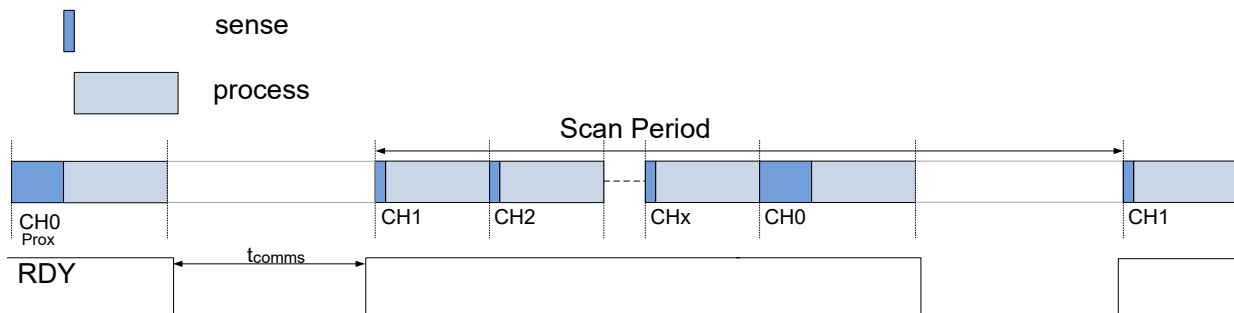 sense
process
Scan Period
CH0
Prox
CH1
CH2
CHx
CH0
CH1
RDY
tcomms